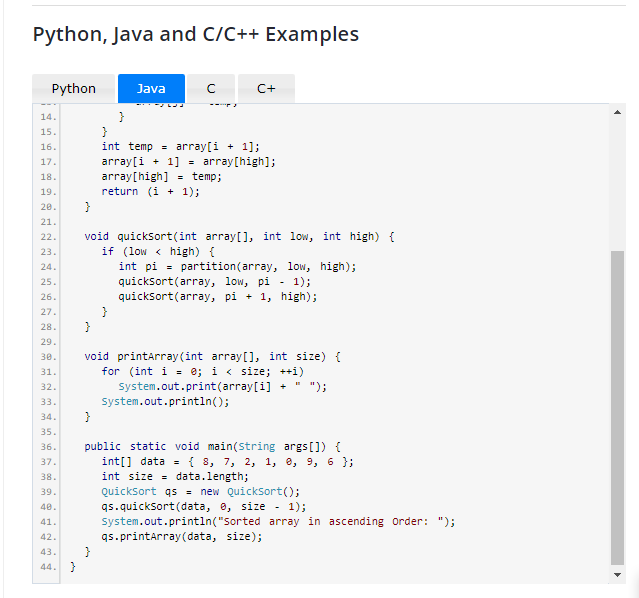 Python, Java and C/C++ Examples
Python Java C C+
14. }
15. }
16. int temp = array[i + 1];
17. array[i + 1] = array[high];
18. array[high] = temp;
19. return (i + 1);
20. }
21.
22. void quickSort(int array[], int low, int high) {
23. if (low < high) {
24. int pi = partition(array, low, high);
25. quickSort(array, low, pi - 1);
26. quickSort(array, pi + 1, high);
27. }
28. }
29.
30. void printArray(int array[], int size) {
31. for (int i = 0; i < size; ++i)
32. System.out.print(array[i] + " ");
33. System.out.println();
34. }
35.
36. public static void main(String args[]) {
37. int[] data = { 8, 7, 2, 1, 0, 9, 6 };
38. int size = data.length;
39. QuickSort qs = new QuickSort();
40. qs.quickSort(data, 0, size - 1);
41. System.out.println("Sorted array in ascending Order: ");
42. qs.printArray(data, size);
43. }
44. }